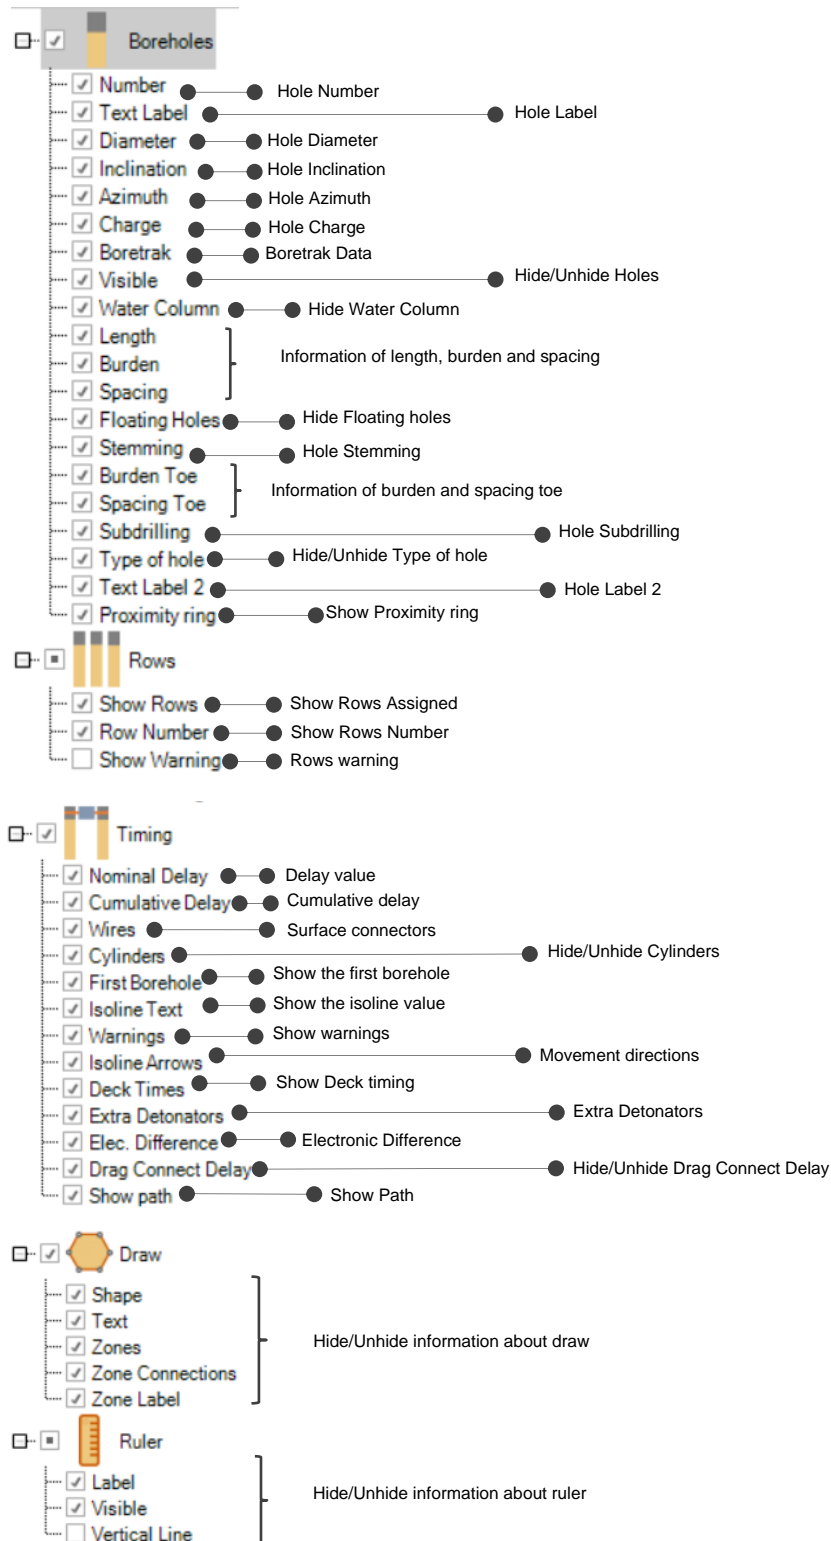 Boreholes
Number Hole Number
Text Label Hole Label
Diameter Hole Diameter
Inclination Hole Inclination
Azimuth Hole Azimuth
Charge Hole Charge
Boretrak Boretrak Data
Visible Hide/Unhide Holes
Water Column Hide Water Column
Length
Burden Information of length, burden and spacing
Spacing
Floating Holes Hide Floating holes
Stemming Hole Stemming
Burden Toe
Information of burden and spacing toe
Spacing Toe
Subdrilling Hole Subdrilling
Type of hole Hide/Unhide Type of hole
Text Label 2 Hole Label 2
Proximity ring Show Proximity ring
Rows
Show Rows Show Rows Assigned
Row Number Show Rows Number
Show Warning Rows warning
Timing
Nominal Delay Delay value
Cumulative Delay Cumulative delay
Wires Surface connectors
Cylinders Hide/Unhide Cylinders
First Borehole Show the first borehole
Isoline Text Show the isoline value
Warnings Show warnings
Isoline Arrows Movement directions
Deck Times Show Deck timing
Extra Detonators Extra Detonators
Elec. Difference Electronic Difference
Drag Connect Delay Hide/Unhide Drag Connect Delay
Show path Show Path
Draw
Shape
Text
Zones Hide/Unhide information about draw
Zone Connections
Zone Label
Ruler
Label
Visible Hide/Unhide information about ruler
Vertical Line